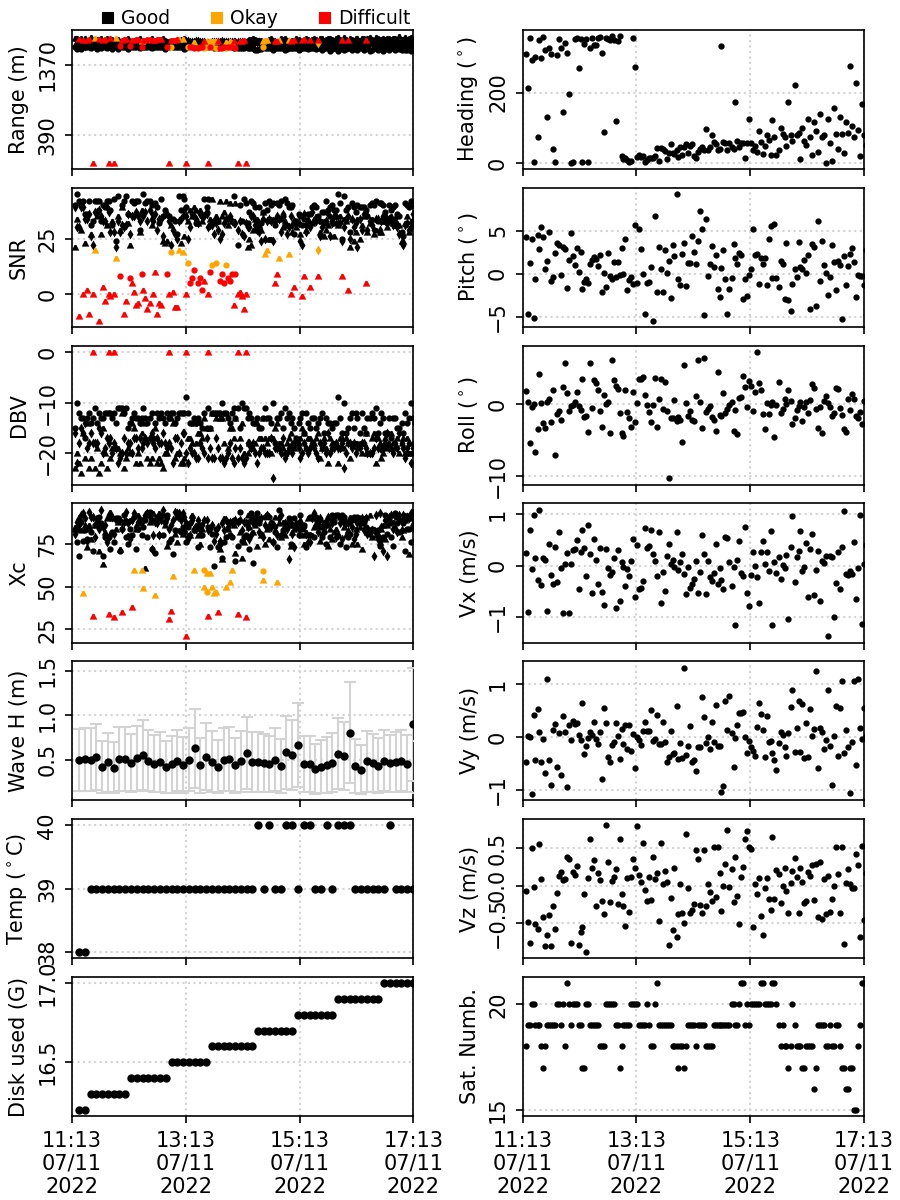 Good Okay Difficult
Range (m)
1370
390
Heading (°)
200
0
SNR
25
0
Pitch (°)
5
0
−5
DBV
0
−10
−20
Roll (°)
0
−10
Xc
75
50
25
Vx (m/s)
1
0
−1
Wave H (m)
1.5
1.0
0.5
Vy (m/s)
1
0
−1
Temp (°C)
40
39
38
Vz (m/s)
0.5
0.0
−0.5
Disk used (G)
17.0
16.5
Sat. Numb.
20
15
11:13 13:13 15:13 17:13
07/11 07/11 07/11 07/11
2022 2022 2022 2022
11:13 13:13 15:13 17:13
07/11 07/11 07/11 07/11
2022 2022 2022 2022